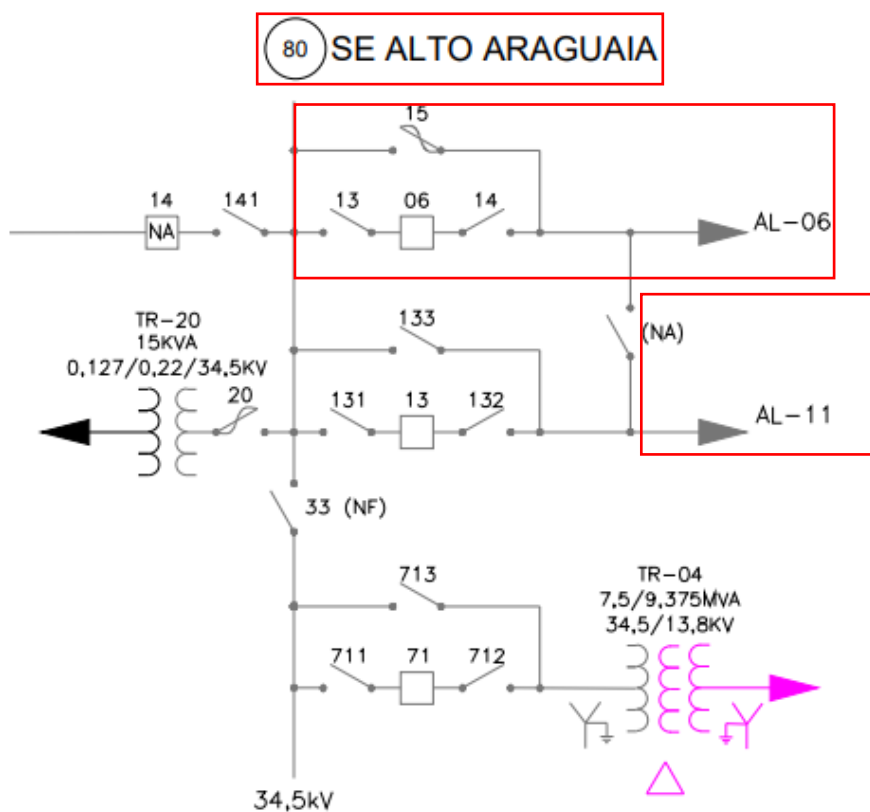 80 SE ALTO ARAGUAIA
15
14 141 13 06 14 AL-06
NA
(NA)
TR-20
15KVA
0,127/0,22/34,5KV
133
20 131 13 132 AL-11
33 (NF)
713
TR-04
7,5/9,375MVA
34,5/13,8KV
711 71 712
34,5kV